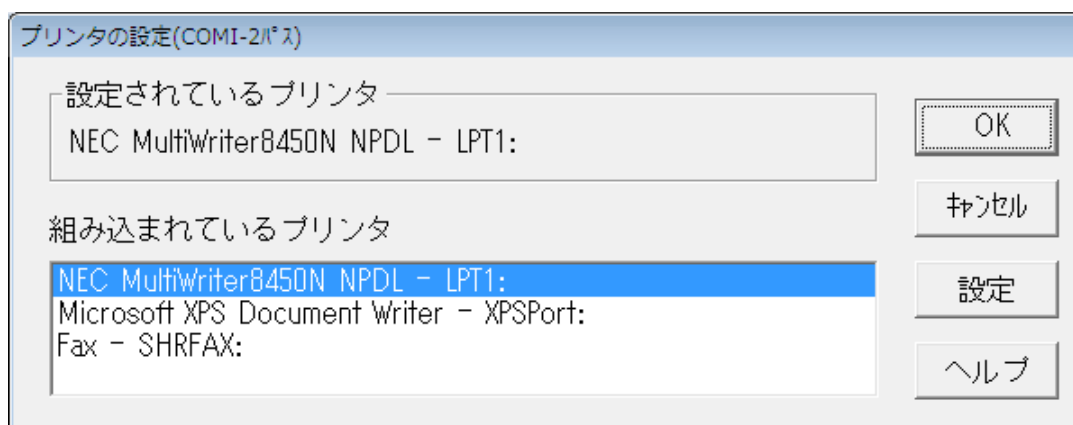 プリンタの設定(COMI-2ﾊﾟｽ)
設定されているプリンタ
NEC MultiWriter8450N NPDL - LPT1:
OK
ｷｬﾝｾﾙ
組み込まれているプリンタ
NEC MultiWriter8450N NPDL - LPT1:
Microsoft XPS Document Writer - XPSPort:
Fax - SHRFAX:
設定
ヘルプ